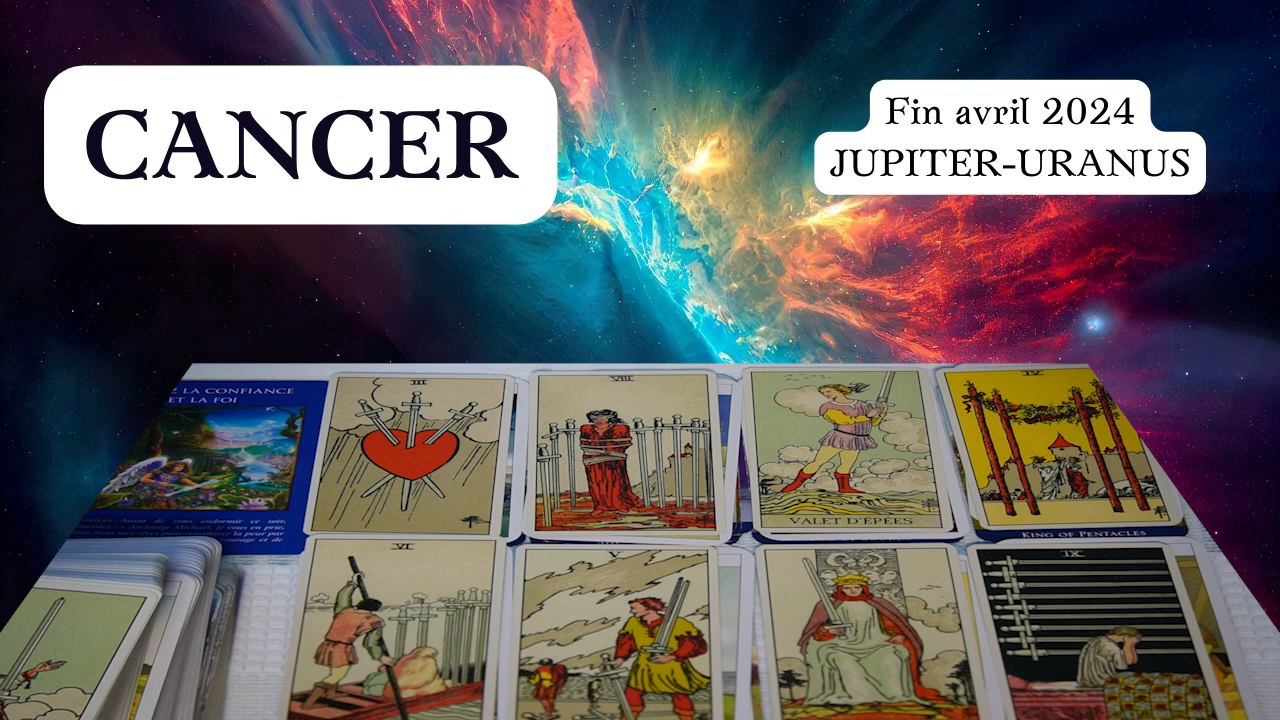 CANCER
Fin avril 2024
JUPITER-URANUS
LA CONFIANCE
ET LA FOI
III
VIII
VALET D'EPÉES
IV
KING OF PENTACLES
VI
V
IX